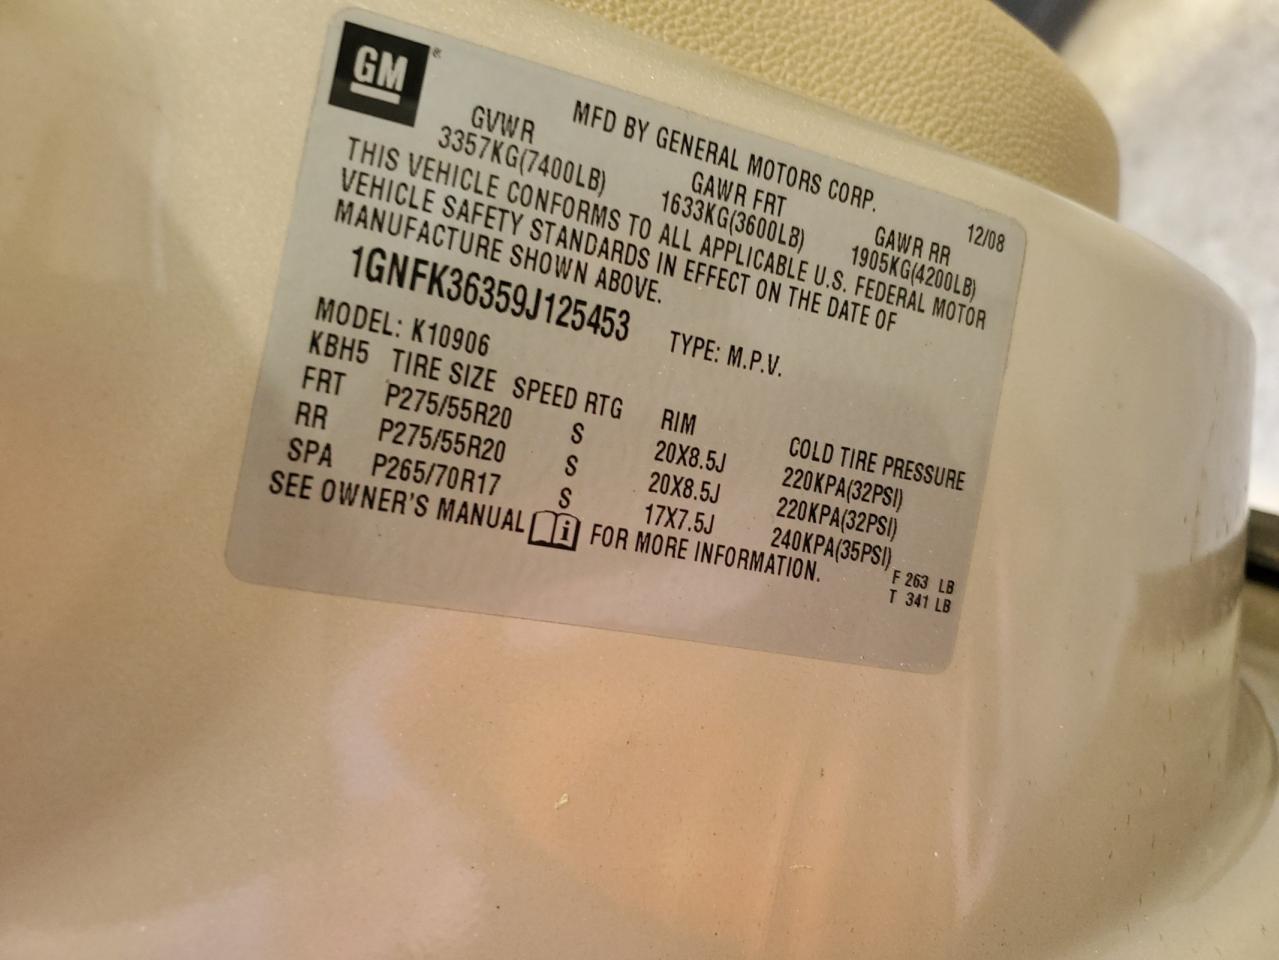 GM®
MFD BY GENERAL MOTORS CORP. 12/08
GVWR GAWR FRT GAWR RR
3357KG(7400LB) 1633KG(3600LB) 1905KG(4200LB)
THIS VEHICLE CONFORMS TO ALL APPLICABLE U.S. FEDERAL MOTOR
VEHICLE SAFETY STANDARDS IN EFFECT ON THE DATE OF
MANUFACTURE SHOWN ABOVE.
1GNFK36359J125453 TYPE: M.P.V.
MODEL: K10906
KBH5 TIRE SIZE SPEED RTG RIM COLD TIRE PRESSURE
FRT P275/55R20 S 20X8.5J 220KPA(32PSI)
RR P275/55R20 S 20X8.5J 220KPA(32PSI)
SPA P265/70R17 S 17X7.5J 240KPA(35PSI)
SEE OWNER'S MANUAL i FOR MORE INFORMATION.
F 263 LB
T 341 LB